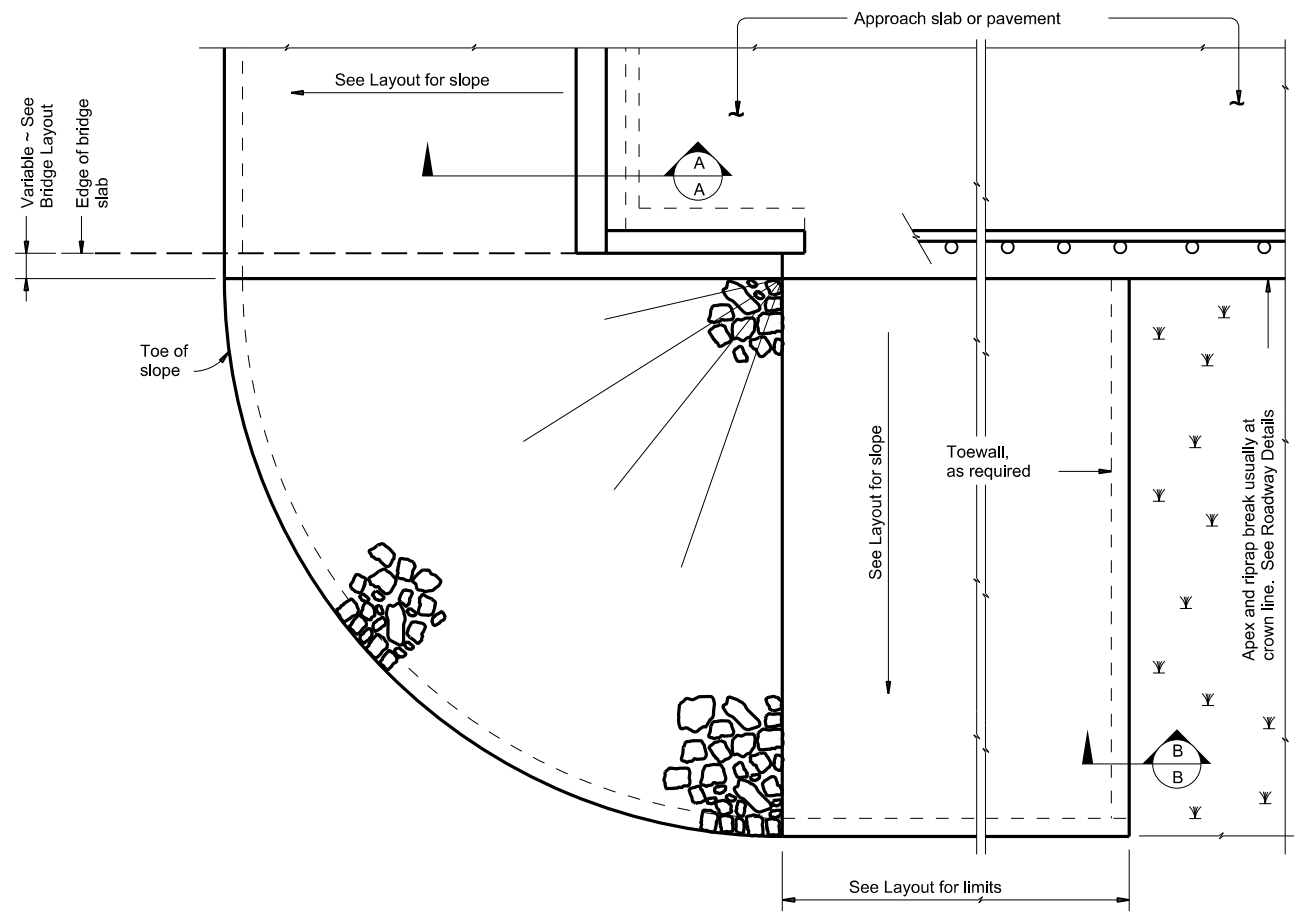 Approach slab or pavement
See Layout for slope
Variable ~ See
Bridge Layout
Edge of bridge
slab
A
A
Toe of
slope
See Layout for slope
Toewall,
as required
Apex and riprap break usually at
crown line.  See Roadway Details
B
B
See Layout for limits